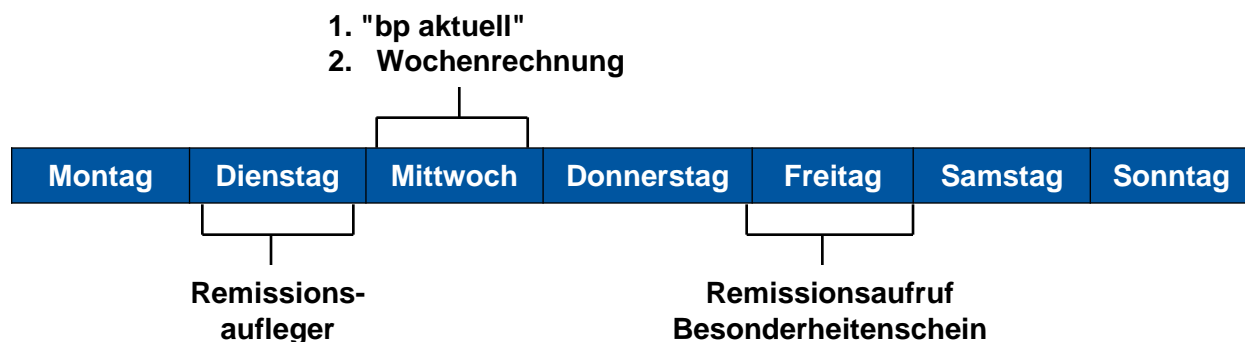 1. "bp aktuell"
2. Wochenrechnung
Montag Dienstag Mittwoch Donnerstag Freitag Samstag Sonntag
Remissions-
aufleger
Remissionsaufruf
Besonderheitenschein